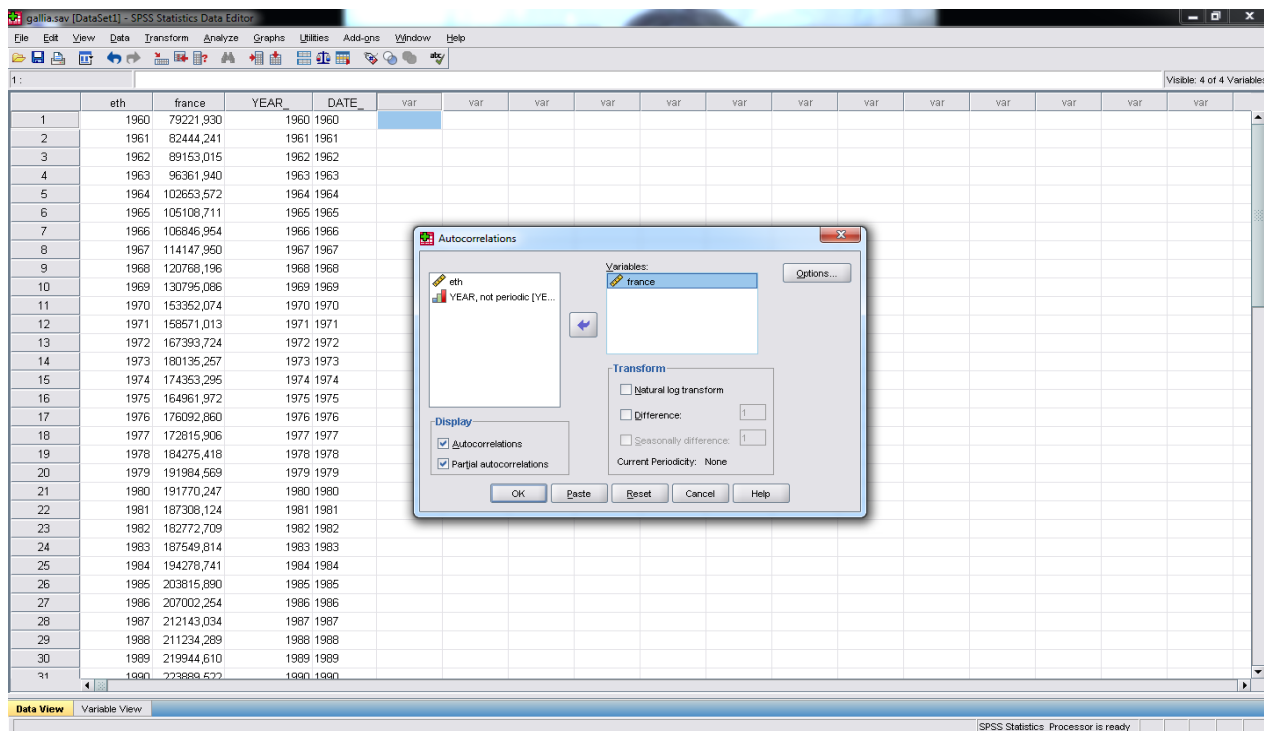 gallia.sav [DataSet1] - SPSS Statistics Data Editor
File Edit View Data Transform Analyze Graphs Utilities Add-ons Window Help
1 :
Visible: 4 of 4 Variables
eth france YEAR_ DATE_ var var var var var var var var var var var var var
1 1960 79221,930 1960 1960
2 1961 82444,241 1961 1961
3 1962 89153,015 1962 1962
4 1963 96361,940 1963 1963
5 1964 102653,572 1964 1964
6 1965 105108,711 1965 1965
7 1966 106846,954 1966 1966
8 1967 114147,950 1967 1967
9 1968 120768,196 1968 1968
10 1969 130795,086 1969 1969
11 1970 153352,074 1970 1970
12 1971 158571,013 1971 1971
13 1972 167393,724 1972 1972
14 1973 180135,257 1973 1973
15 1974 174353,295 1974 1974
16 1975 164961,972 1975 1975
17 1976 176092,860 1976 1976
18 1977 172815,906 1977 1977
19 1978 184275,418 1978 1978
20 1979 191984,569 1979 1979
21 1980 191770,247 1980 1980
22 1981 187308,124 1981 1981
23 1982 182772,709 1982 1982
24 1983 187549,814 1983 1983
25 1984 194278,741 1984 1984
26 1985 203815,890 1985 1985
27 1986 207002,254 1986 1986
28 1987 212143,034 1987 1987
29 1988 211234,289 1988 1988
30 1989 219944,610 1989 1989
31 1990 223889,522 1990 1990
Autocorrelations
eth
YEAR, not periodic [YE...
Variables:
france
Options...
Transform
Natural log transform
Difference: 1
Seasonally difference: 1
Current Periodicity: None
Display
Autocorrelations
Partial autocorrelations
OK Paste Reset Cancel Help
Data View Variable View
SPSS Statistics Processor is ready